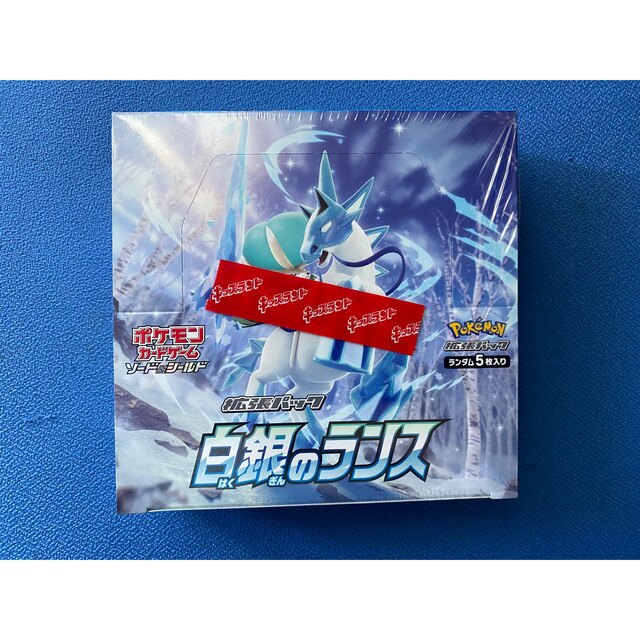 キッズランド キッズランド キッズランド キッズランド キッズランド
ポケモン
カードゲーム
ソード&シールド
Pokémon
拡張パック
ランダム5枚入り
拡張パック
白銀のランス
はく ぎん